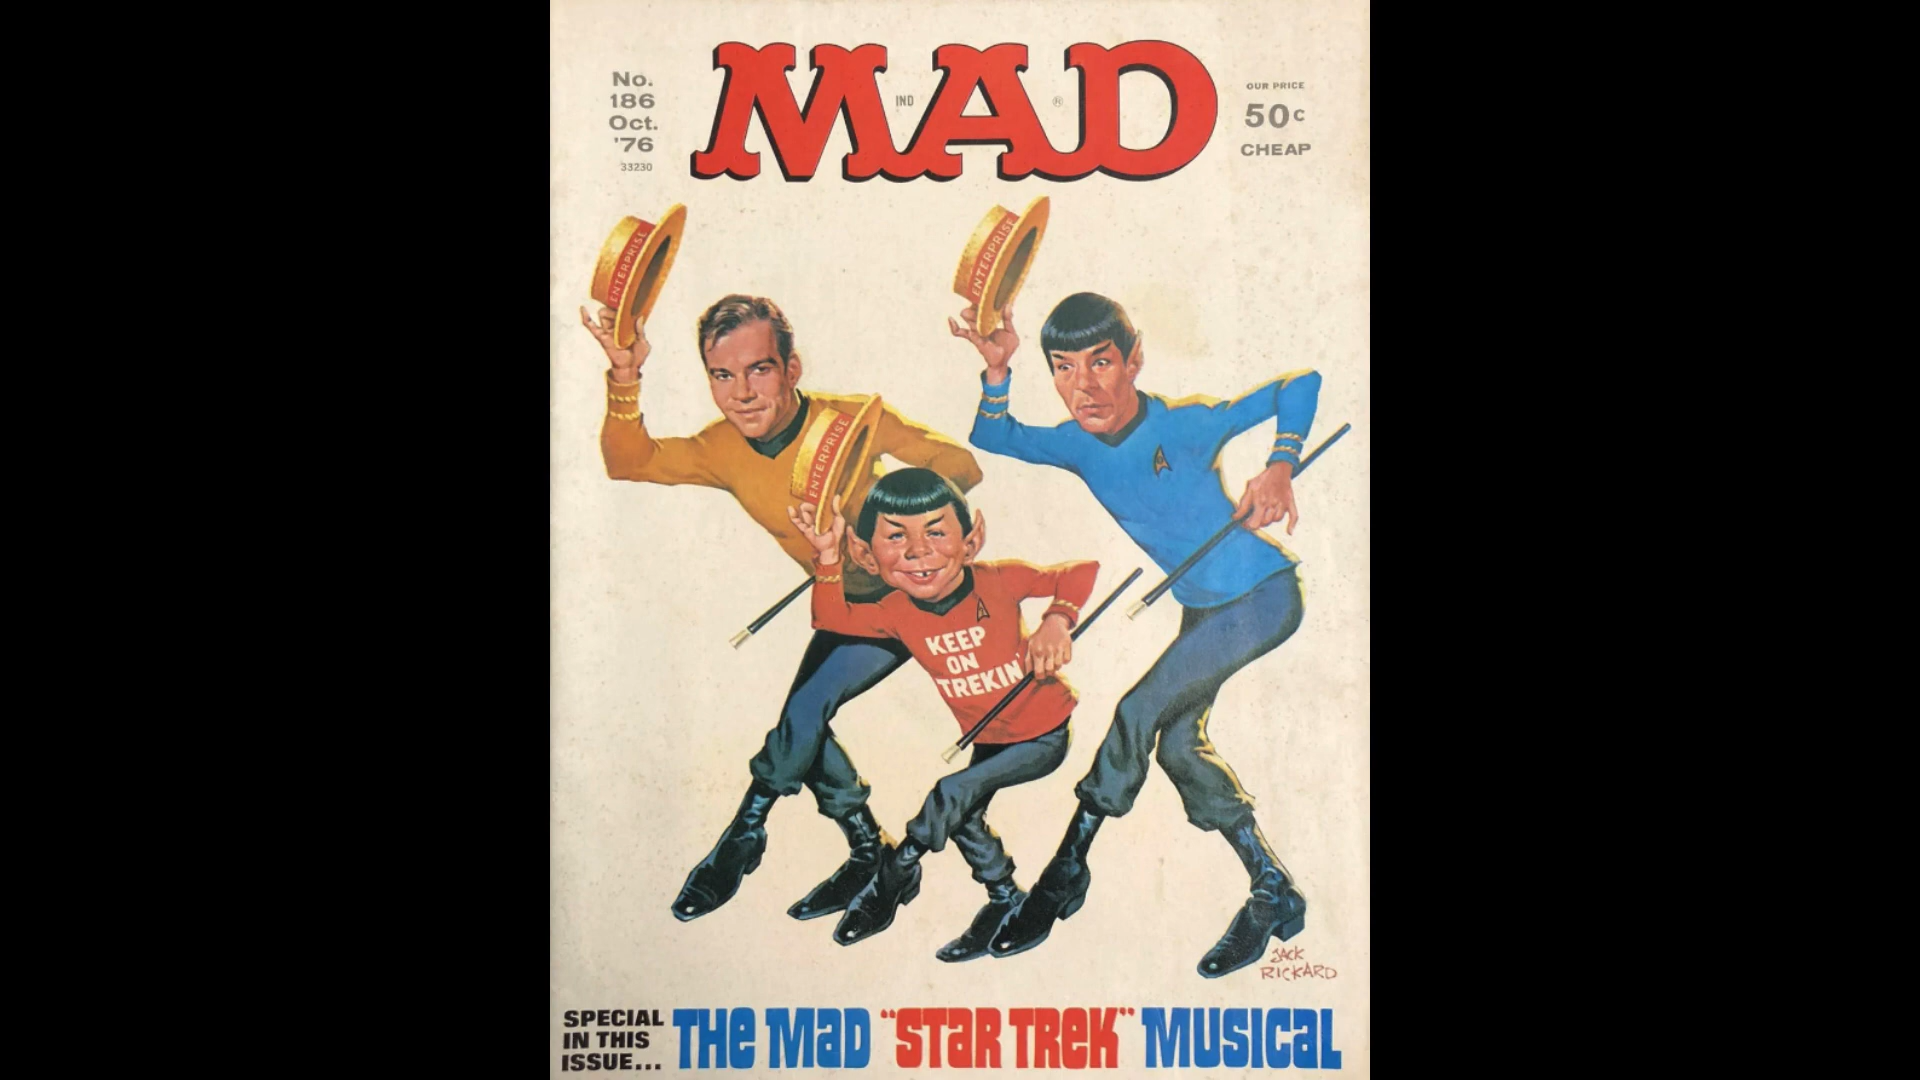 MAD
IND
®
No.
186
Oct.
'76
33230
OUR PRICE
50c
CHEAP
ENTERPRISE
ENTERPRISE
ENTERPRISE
KEEP
ON
TREKIN'
JACK
RICKARD
SPECIAL
IN THIS
ISSUE...
THE MAD "STAR TREK" MUSICAL